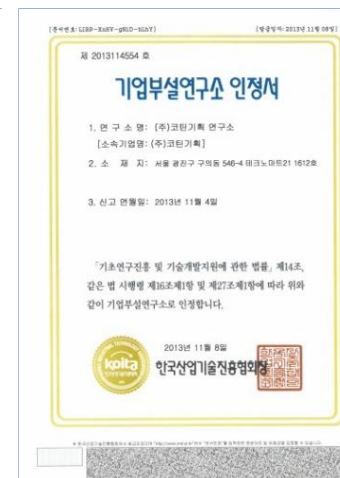 제 2013114554 호
기업부설연구소 인정서
1. 연 구 소 명: (주)코틴기획 연구소
[소속기업명: (주)코틴기획]
2. 소 재 지: 서울 광진구 구의동 546-4 테크노마트21 1612호
3. 신고 연월일: 2013년 11월 4일
「기초연구진흥 및 기술개발지원에 관한 법률」 제14조,
같은 법 시행령 제16조제1항 및 제27조제1항에 따라 위와
같이 기업부설연구소로 인정합니다.
2013년 11월 8일
koita
한국산업기술진흥협회장